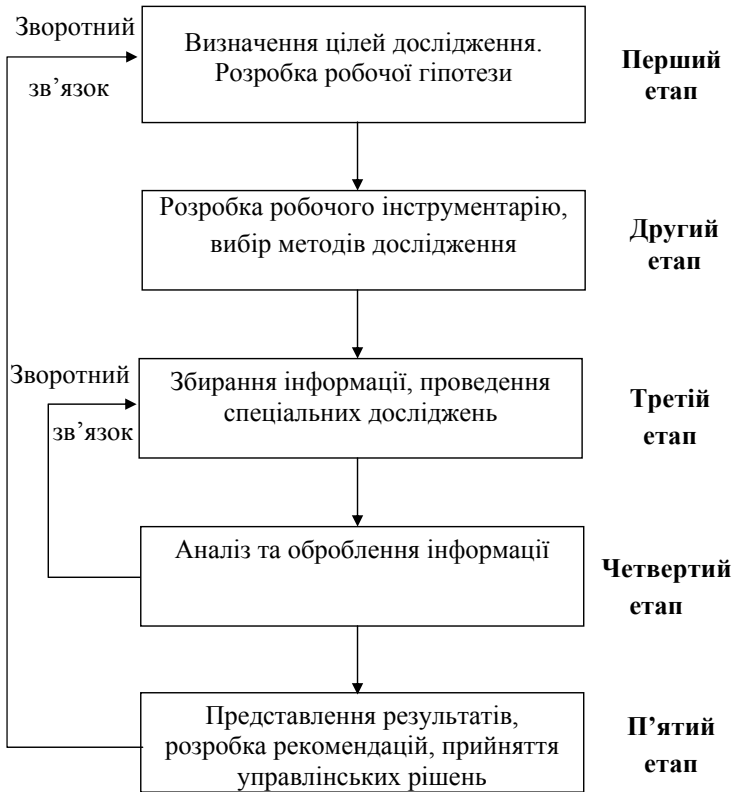 Зворотний
зв’язок
Визначення цілей дослідження.
Розробка робочої гіпотези
Перший
етап
Розробка робочого інструментарію,
вибір методів дослідження
Другий
етап
Зворотний
зв’язок
Збирання інформації, проведення
спеціальних досліджень
Третій
етап
Аналіз та оброблення інформації
Четвертий
етап
Представлення результатів,
розробка рекомендацій, прийняття
управлінських рішень
П’ятий
етап